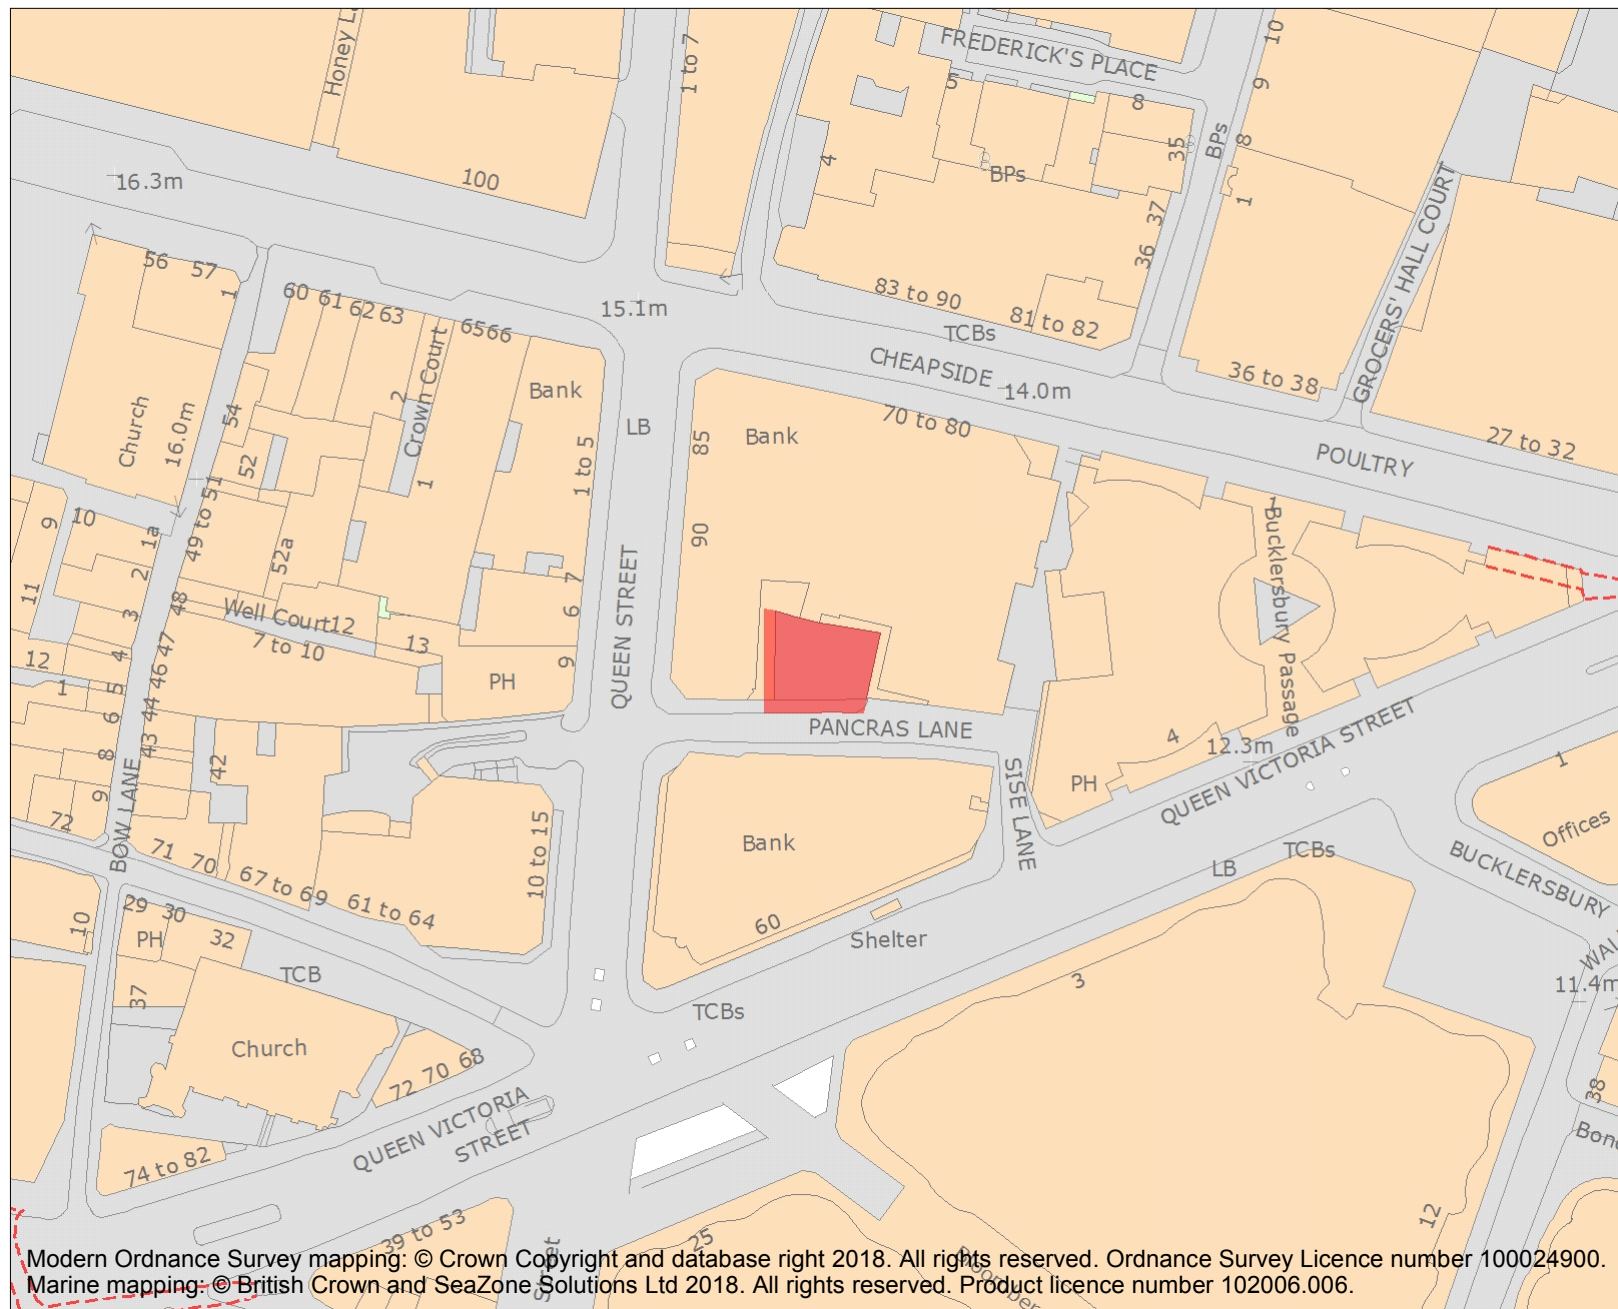 Honey L
1 to 7
FREDERICK'S PLACE
10
9
8
1
5
8
35
BPs
BPs
4
37
36
100
16.3m
56
57
1
60
61
62
63
6566
15.1m
83 to 90
81 to 82
TCBs
CHEAPSIDE
14.0m
36 to 38
GROCERS' HALL COURT
27 to 32
POULTRY
Church
16.0m
54
52
2
Crown Court
1
Bank
1 to 5
LB
85
Bank
70 to 80
90
9
10
1a
49 to 51
52a
11
2
3
48
Well Court
12
7 to 10
13
7
6
9
QUEEN STREET
1
Bucklersbury Passage
12
1
4
5
6
47
46
44
43
8
9
42
PH
PANCRAS LANE
SISE LANE
4
12.3m
PH
QUEEN VICTORIA STREET
1
Offices
BOW LANE
72
71
70
67 to 69
61 to 64
10 to 15
Bank
60
Shelter
LB
TCBs
BUCKLERSBURY
WAL
11.4m
10
29
30
PH
32
37
TCB
TCBs
3
Church
72
70
68
QUEEN VICTORIA
STREET
74 to 82
38
Bond
39 to 53
Street
25
12
Modern Ordnance Survey mapping: © Crown Copyright and database right 2018. All rights reserved. Ordnance Survey Licence number 100024900.
Marine mapping: © British Crown and SeaZone Solutions Ltd 2018. All rights reserved. Product licence number 102006.006.